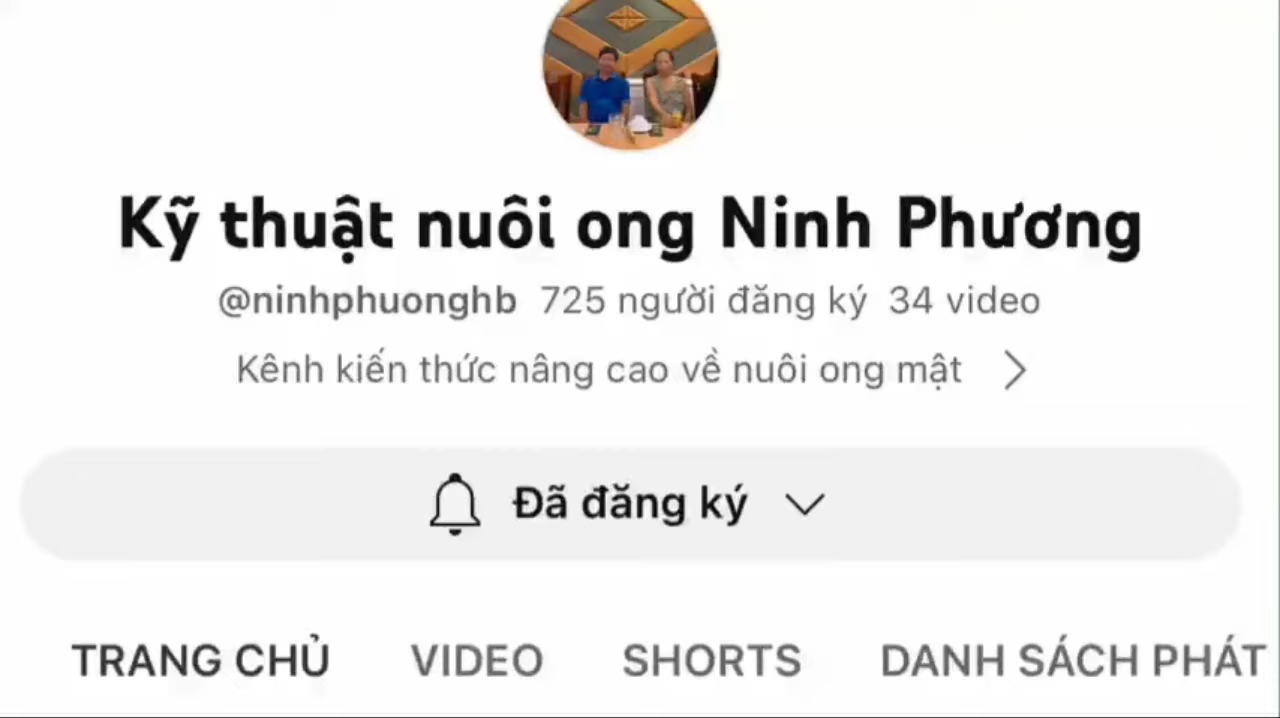 Kỹ thuật nuôi ong Ninh Phương
@ninhphuonghb 725 người đăng ký 34 video
Kênh kiến thức nâng cao về nuôi ong mật
Đã đăng ký
TRANG CHỦ VIDEO SHORTS DANH SÁCH PHÁT